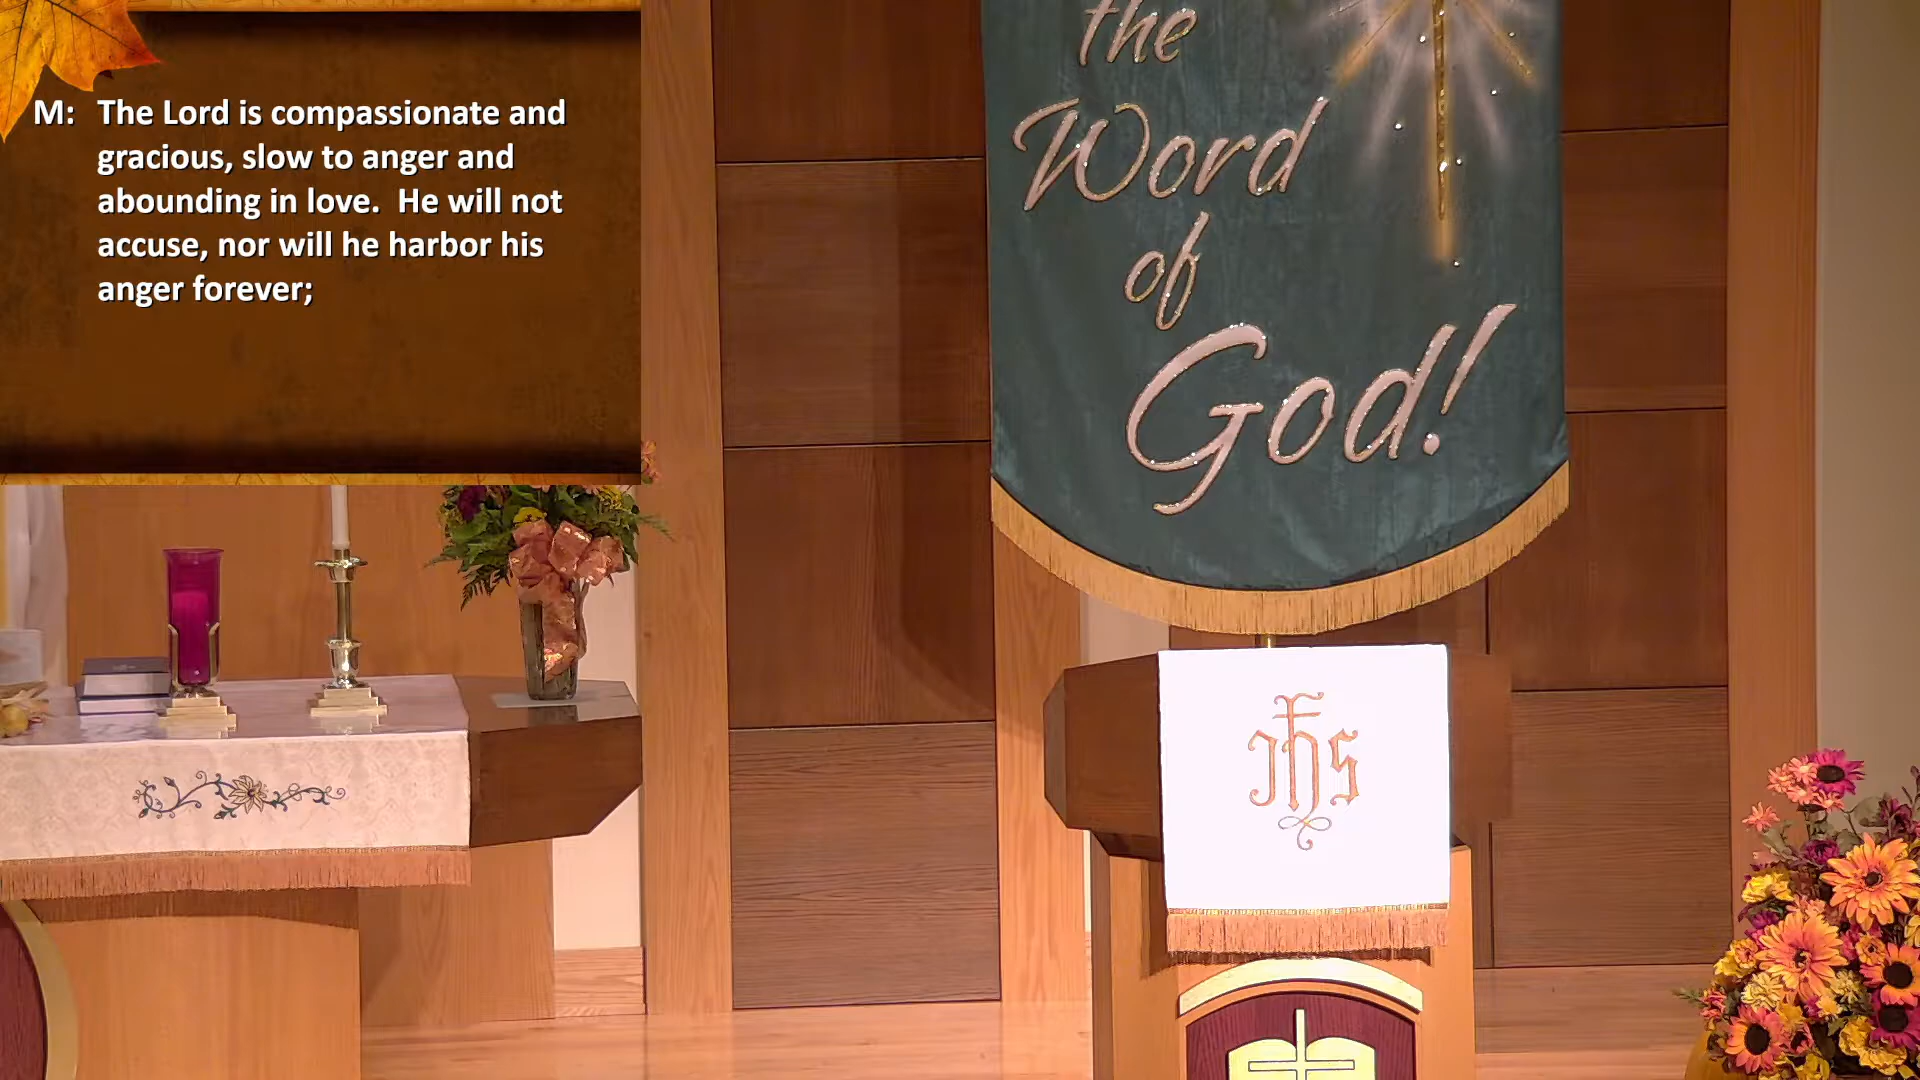 M: The Lord is compassionate and
gracious, slow to anger and
abounding in love.  He will not
accuse, nor will he harbor his
anger forever;
the
Word
of
God!
IHS